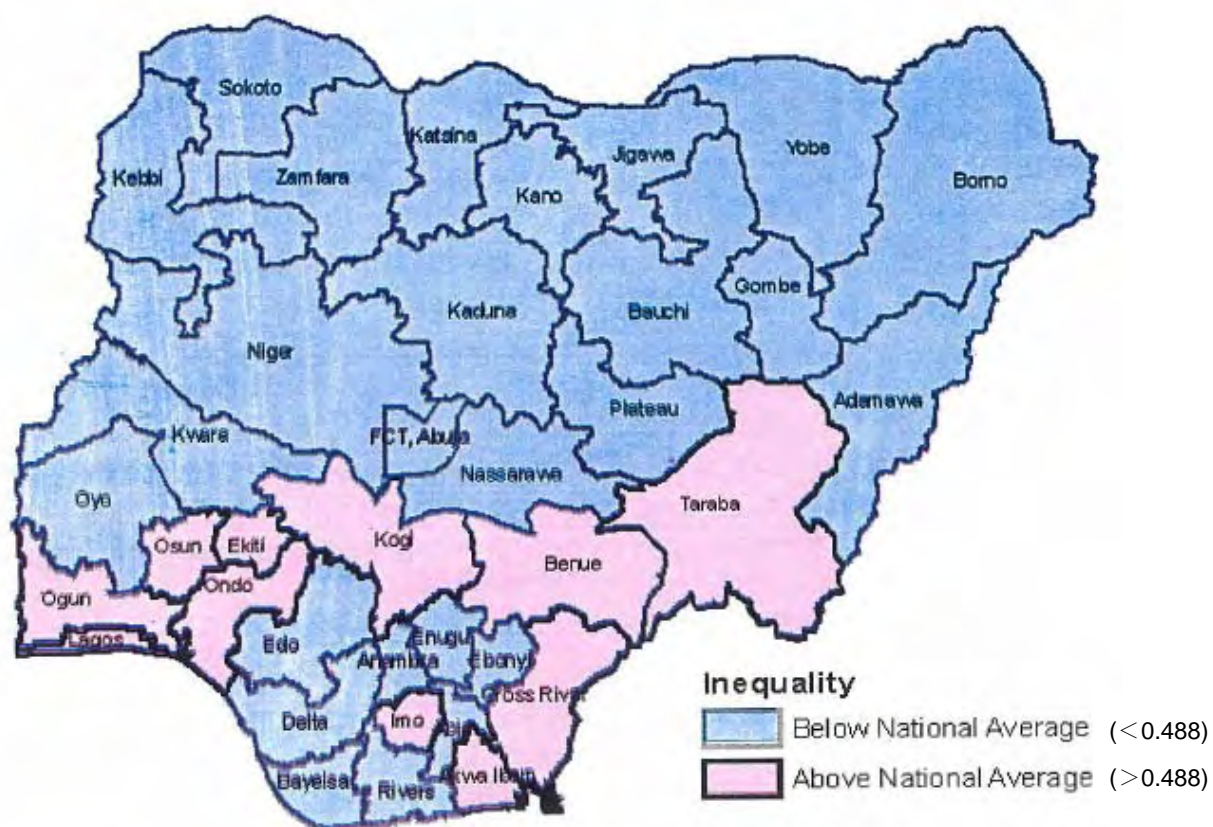 Sokoto
Katsina
Jigawa
Yobe
Borno
Kebbi
Zamfara
Kano
Gombe
Kaduna
Bauchi
Niger
Adamawa
Plateau
FCT, Abuja
Kwara
Nassarawa
Oyo
Taraba
Kogi
Osun
Ekiti
Benue
Ondo
Ogun
Lagos
Edo
Enugu
Anambra
Ebonyi
Cross River
Delta
Imo
Bayelsa
Rivers
Akwa Ibom
Inequality
Below National Average (<0.488)
Above National Average (>0.488)